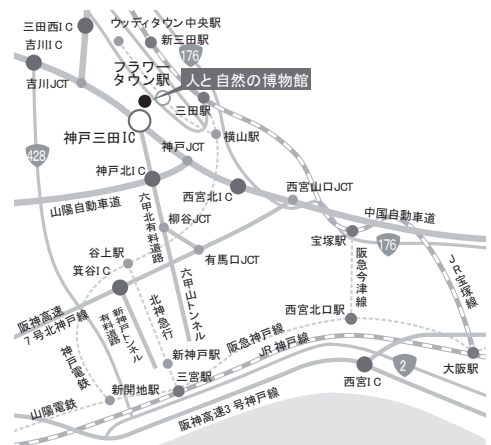 ウッディタウン中央駅
三田西IC
新三田駅
吉川IC
176
フラワー
タウン駅
人と自然の博物館
吉川JCT
三田駅
神戸三田IC
横山駅
神戸JCT
428
神戸北IC
西宮北IC
西宮山口JCT
山陽自動車道
六甲北有料道路
柳谷JCT
中国自動車道
宝塚駅
176
谷上駅
有馬口JCT
箕谷IC
阪急今津線
JR宝塚線
六甲山トンネル
阪神高速
7号北神戸線
北神急行
新神戸トンネル
有料道路
西宮北口駅
神戸電鉄
新神戸駅
阪急神戸線
JR神戸線
新開地駅
三宮駅
2
大阪駅
西宮IC
山陽電鉄
阪神高速3号神戸線